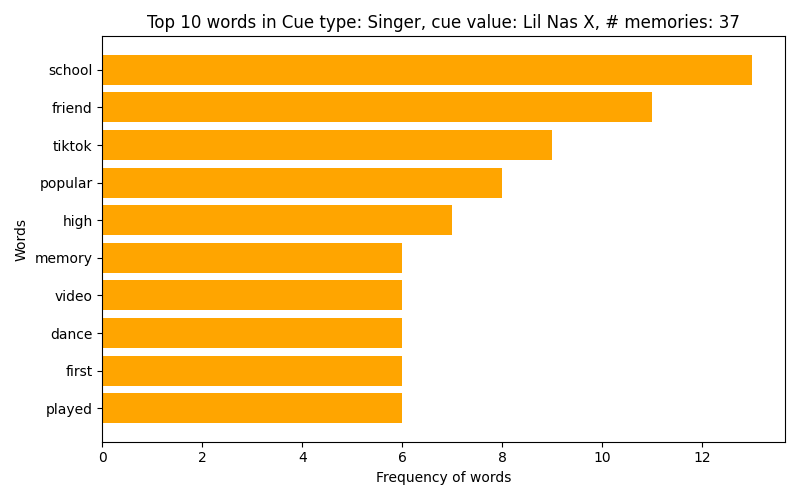 Top 10 words in Cue type: Singer, cue value: Lil Nas X, # memories: 37
school
friend
tiktok
popular
high
memory
video
dance
first
played
Words
0 2 4 6 8 10 12
Frequency of words